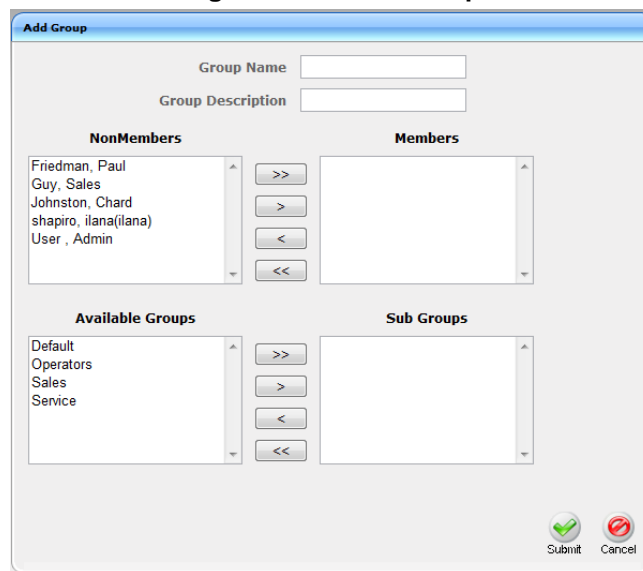 Add Group
Group Name
Group Description
NonMembers Members
Friedman, Paul
Guy, Sales
Johnston, Chard
shapiro, ilana(ilana)
User , Admin
>>
>
<
<<
Available Groups Sub Groups
Default
Operators
Sales
Service
>>
>
<
<<
Submit Cancel